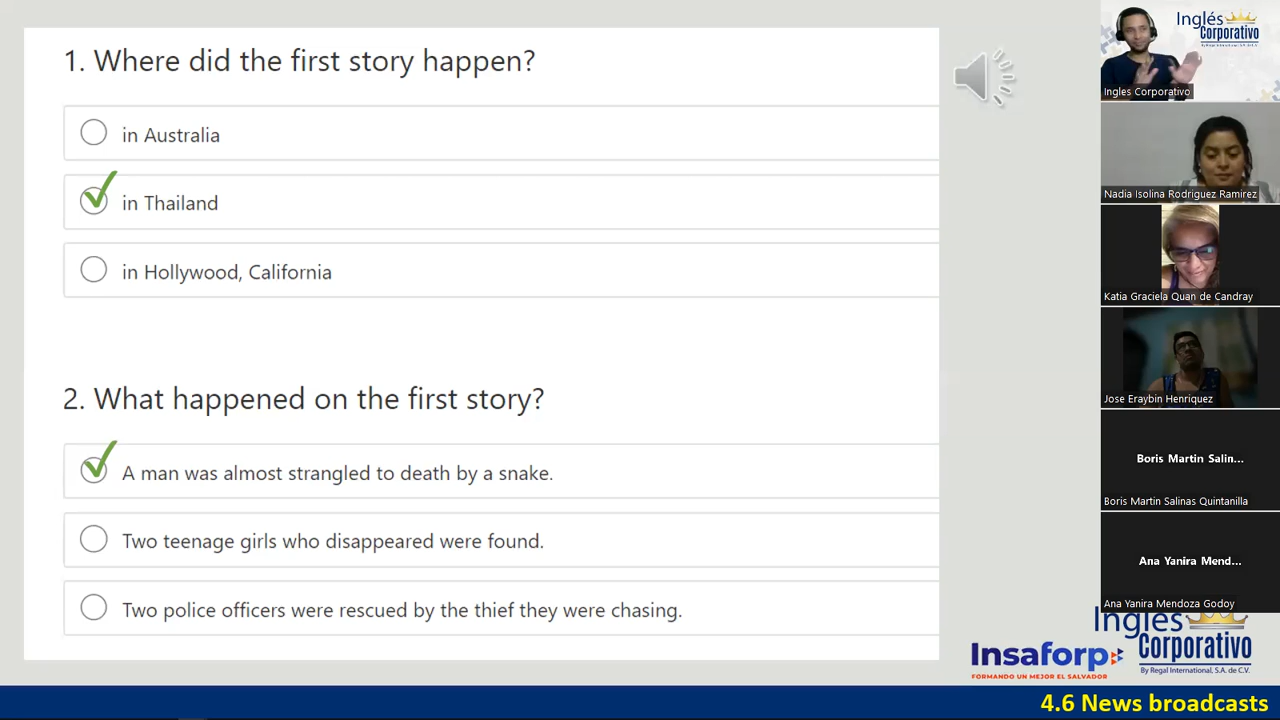 1. Where did the first story happen?
in Australia
in Thailand
in Hollywood, California
2. What happened on the first story?
A man was almost strangled to death by a snake.
Two teenage girls who disappeared were found.
Two police officers were rescued by the thief they were chasing.
Inglés
Corporativo
By Regal International, S.A. de C.V.
Ingles Corporativo
Nadia Isolina Rodriguez Ramirez
Katia Graciela Quan de Candray
Jose Eraybin Henriquez
Boris Martin Salin...
Boris Martin Salinas Quintanilla
Ana Yanira Mend...
Ana Yanira Mendoza Godoy
Insaforp
FORMANDO UN MEJOR EL SALVADOR
Inglés
Corporativo
By Regal International, S.A. de C.V.
4.6 News broadcasts